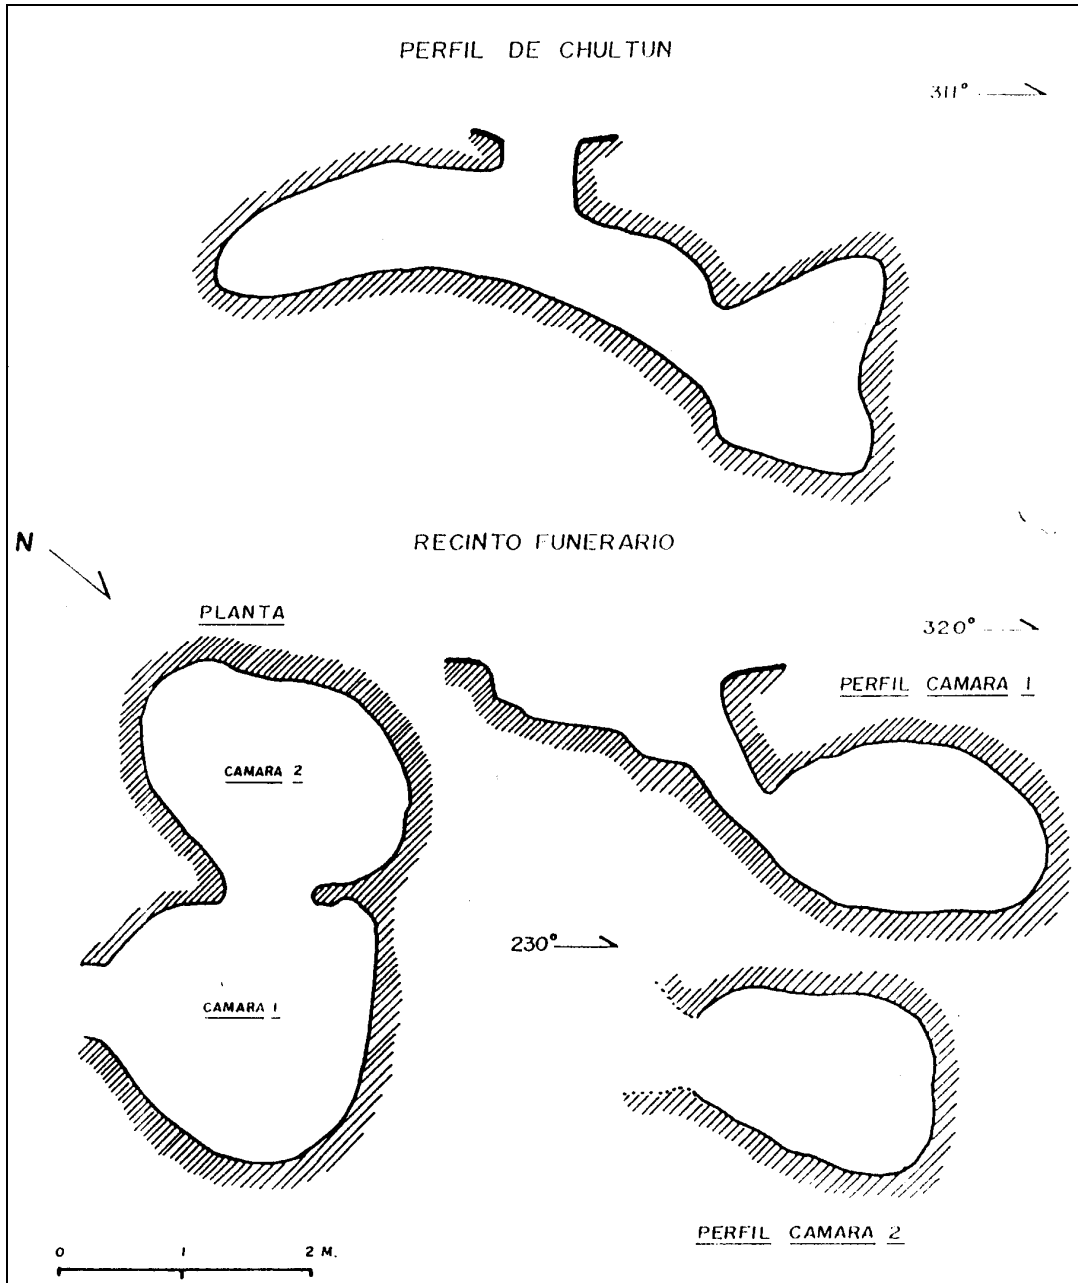 PERFIL DE CHULTUN
311°
RECINTO FUNERARIO
N
PLANTA
320°
PERFIL CAMARA 1
CAMARA 2
230°
CAMARA 1
PERFIL CAMARA 2
0 1 2 M.